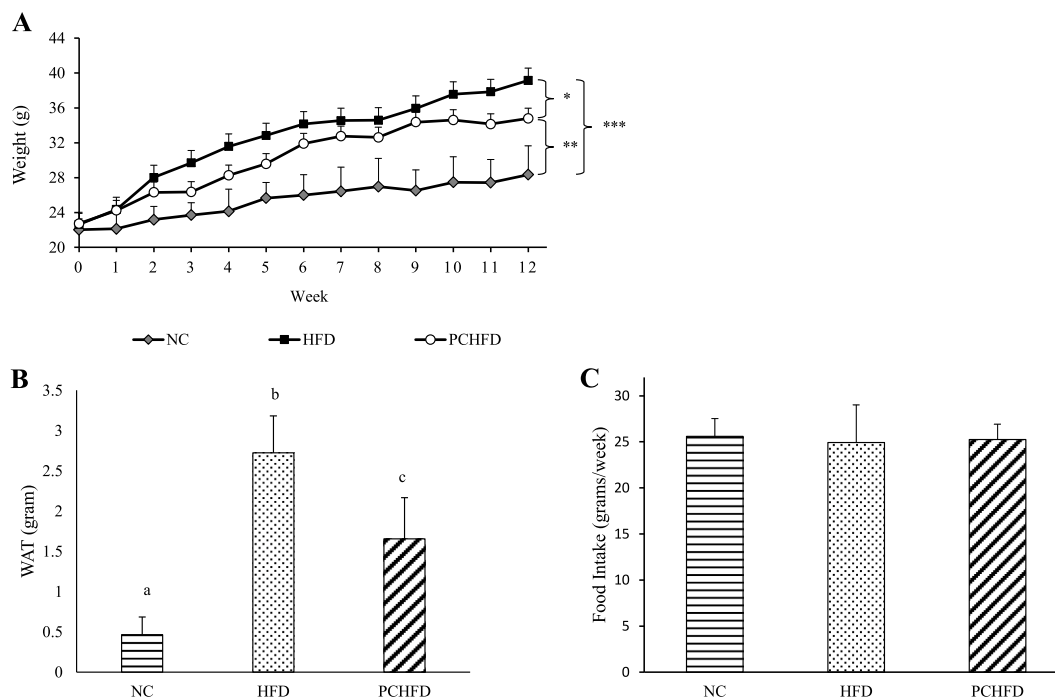 A
Weight (g)
44
40
36
32
28
24
20
0 1 2 3 4 5 6 7 8 9 10 11 12
Week
*
**
***
NC HFD PCHFD
B
WAT (gram)
3.5
3
2.5
2
1.5
1
0.5
0
a
b
c
NC HFD PCHFD
C
Food Intake (grams/week)
30
25
20
15
10
5
0
NC HFD PCHFD